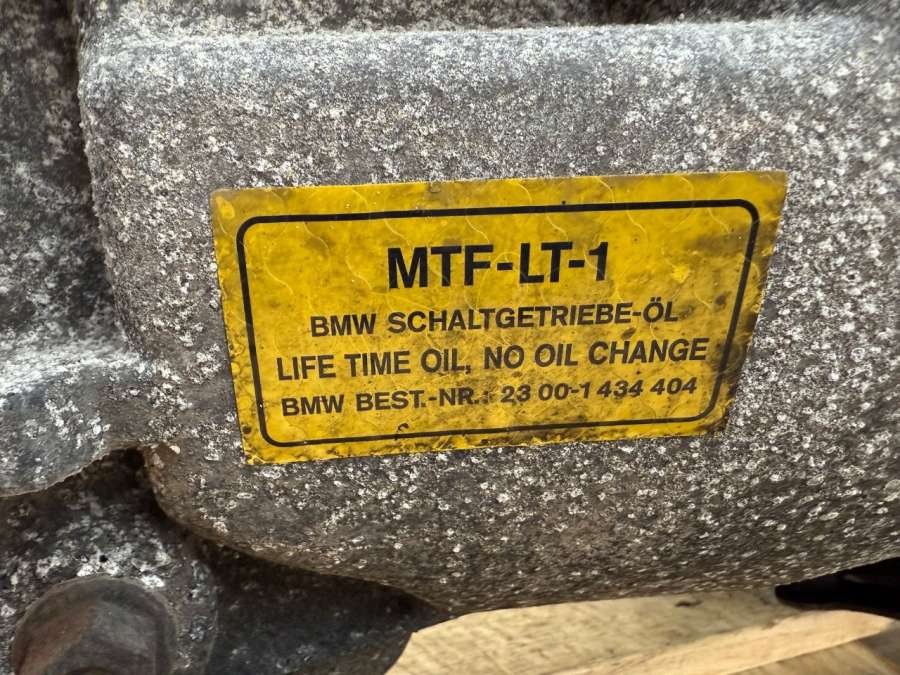 MTF-LT-1
BMW SCHALTGETRIEBE-ÖL
LIFE TIME OIL, NO OIL CHANGE
BMW BEST.-NR.: 23 00-1 434 404